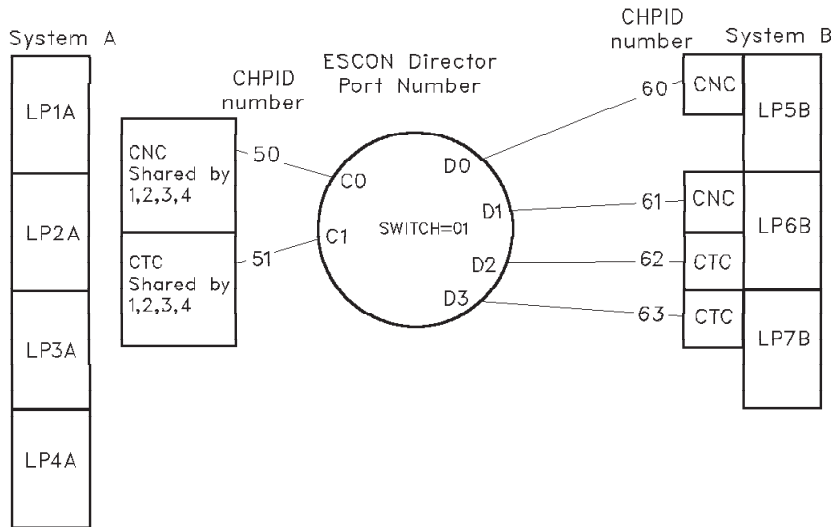 System A
LP1A
LP2A
LP3A
LP4A
CHPID
number
CNC
Shared by
1,2,3,4
CTC
Shared by
1,2,3,4
50
51
ESCON Director
Port Number
C0
C1
SWITCH=01
D0
D1
D2
D3
CHPID
number
60
61
62
63
System B
CNC
CNC
CTC
CTC
LP5B
LP6B
LP7B